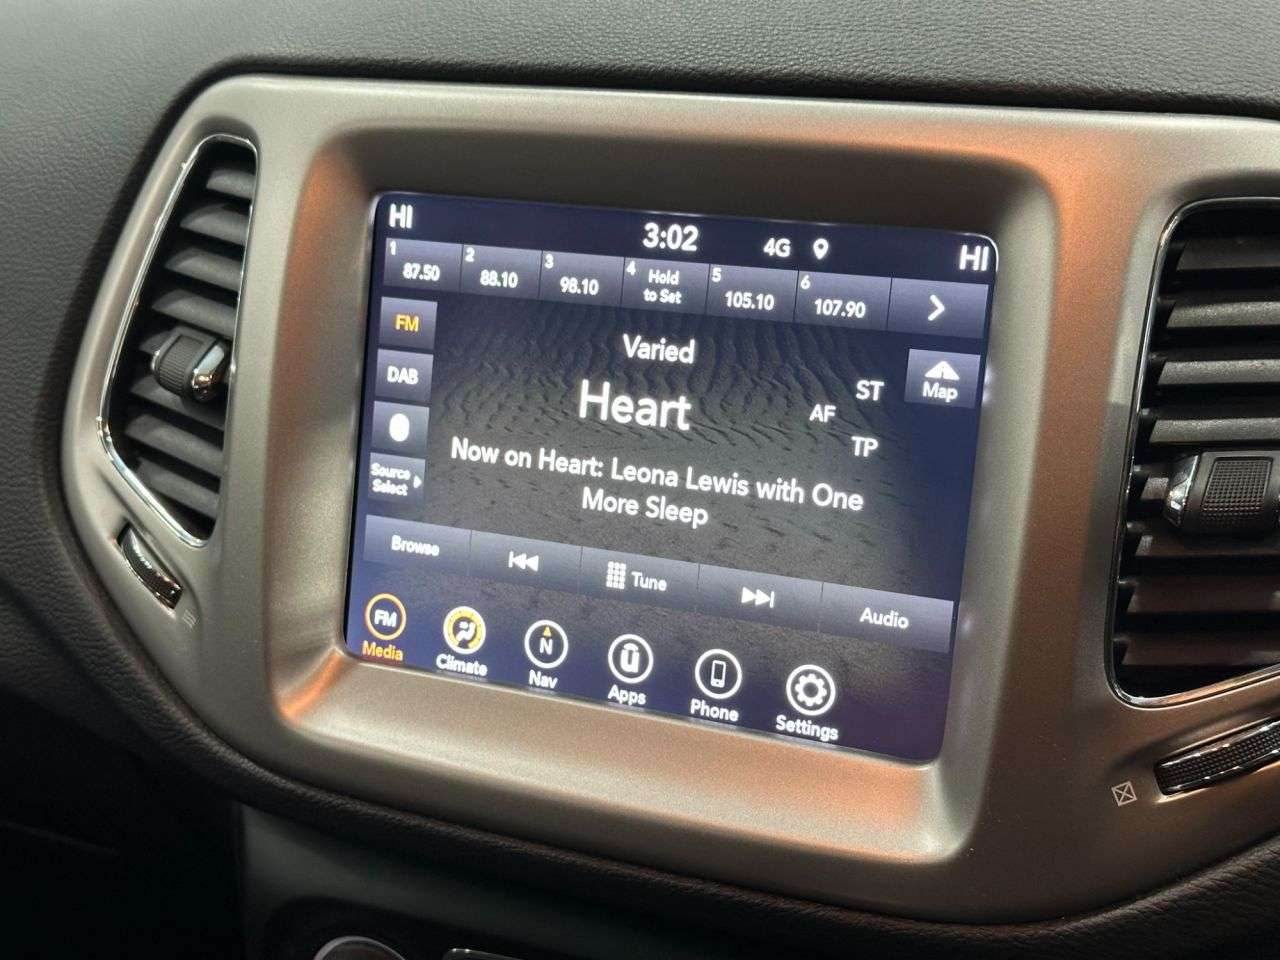 HI
3:02
4G
HI
1
87.50
2
88.10
3
98.10
4
Hold
to Set
5
105.10
6
107.90
FM
Varied
Map
DAB
Heart
ST
AF
TP
Now on Heart: Leona Lewis with One
More Sleep
Source
Select
Browse
Tune
Audio
FM
Media
Climate
N
Nav
ū
Apps
Phone
Settings